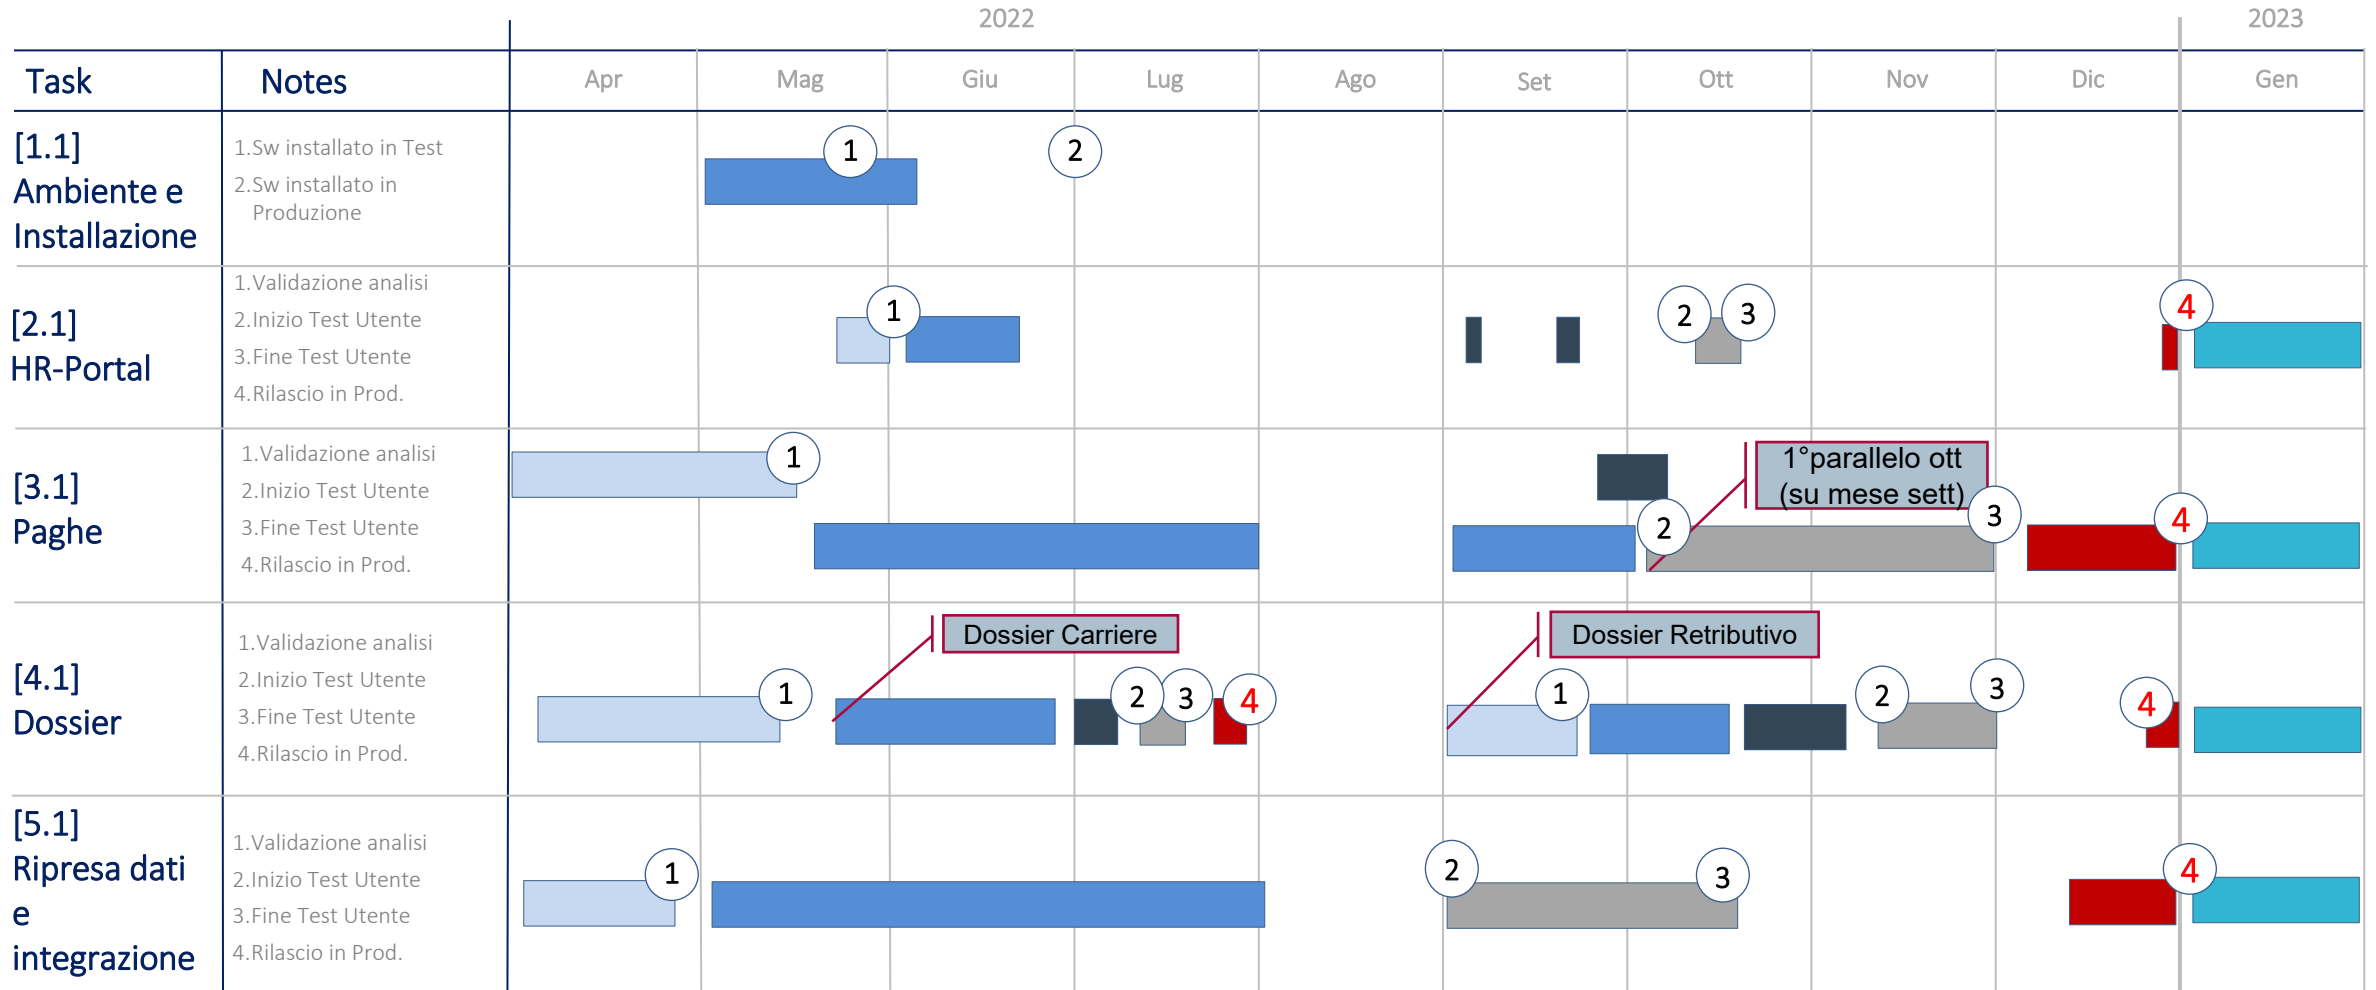 2022
2023
Task
Notes
Apr
Mag
Giu
Lug
Ago
Set
Ott
Nov
Dic
Gen
[1.1]
Ambiente e
Installazione
1.Sw installato in Test
2.Sw installato in
Produzione
1
2
[2.1]
HR-Portal
1.Validazione analisi
2.Inizio Test Utente
3.Fine Test Utente
4.Rilascio in Prod.
1
2
3
4
[3.1]
Paghe
1.Validazione analisi
2.Inizio Test Utente
3.Fine Test Utente
4.Rilascio in Prod.
1
1°parallelo ott
(su mese sett)
2
3
4
[4.1]
Dossier
1.Validazione analisi
2.Inizio Test Utente
3.Fine Test Utente
4.Rilascio in Prod.
Dossier Carriere
Dossier Retributivo
1
2
3
4
1
2
3
4
[5.1]
Ripresa dati
e
integrazione
1.Validazione analisi
2.Inizio Test Utente
3.Fine Test Utente
4.Rilascio in Prod.
1
2
3
4